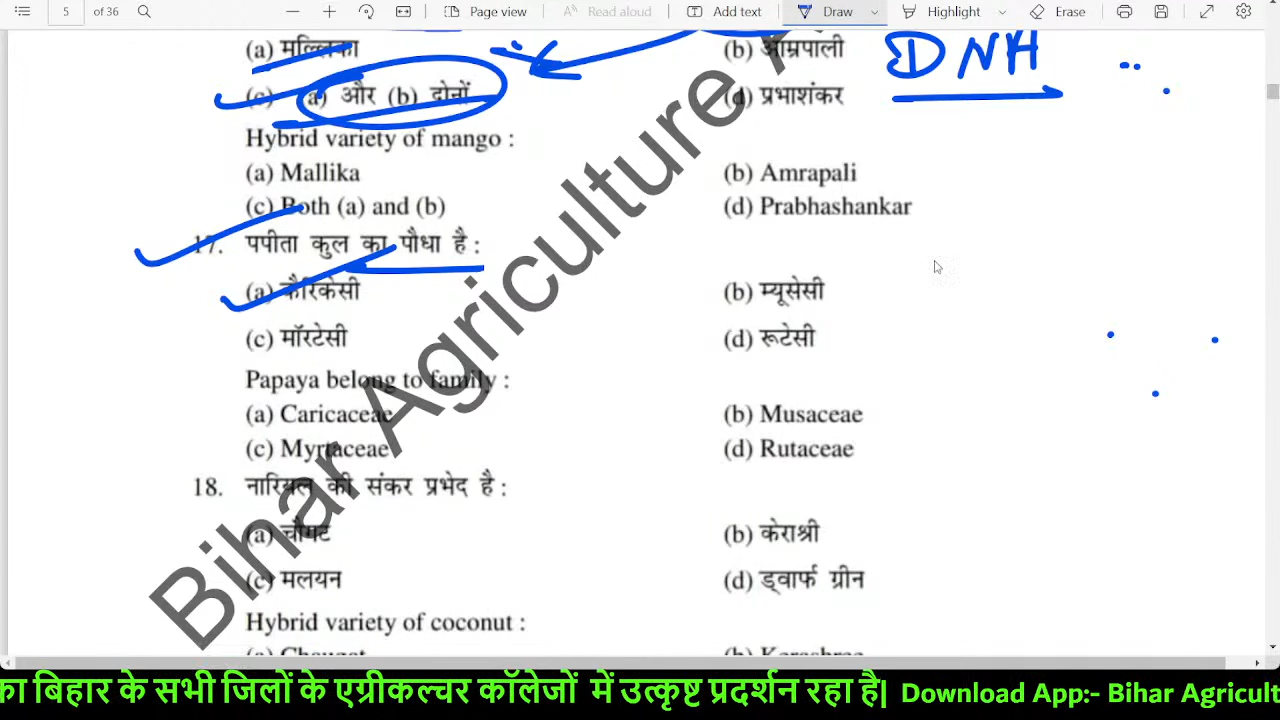 5 of 36 Page view Read aloud Add text Draw Highlight Erase
(a) मल्लिका (b) आम्रपाली DNH
(c) (a) और (b) दोनों (d) प्रभाशंकर
Hybrid variety of mango :
(a) Mallika (b) Amrapali
(c) Both (a) and (b) (d) Prabhashankar
17. पपीता कुल का पौधा है :
(a) कैरिकेसी (b) म्यूसेसी
(c) मॉरटेसी (d) रूटेसी
Papaya belong to family :
(a) Caricaceae (b) Musaceae
(c) Myrtaceae (d) Rutaceae
18. नारियल की संकर प्रभेद है :
(a) चौगट (b) केराश्री
(c) मलयन (d) ड्वार्फ ग्रीन
Hybrid variety of coconut :
(a) Chougat (b) Kerashree
Bihar Agriculture
का बिहार के सभी जिलों के एग्रीकल्चर कॉलेजों में उत्कृष्ट प्रदर्शन रहा है| Download App:- Bihar Agricult